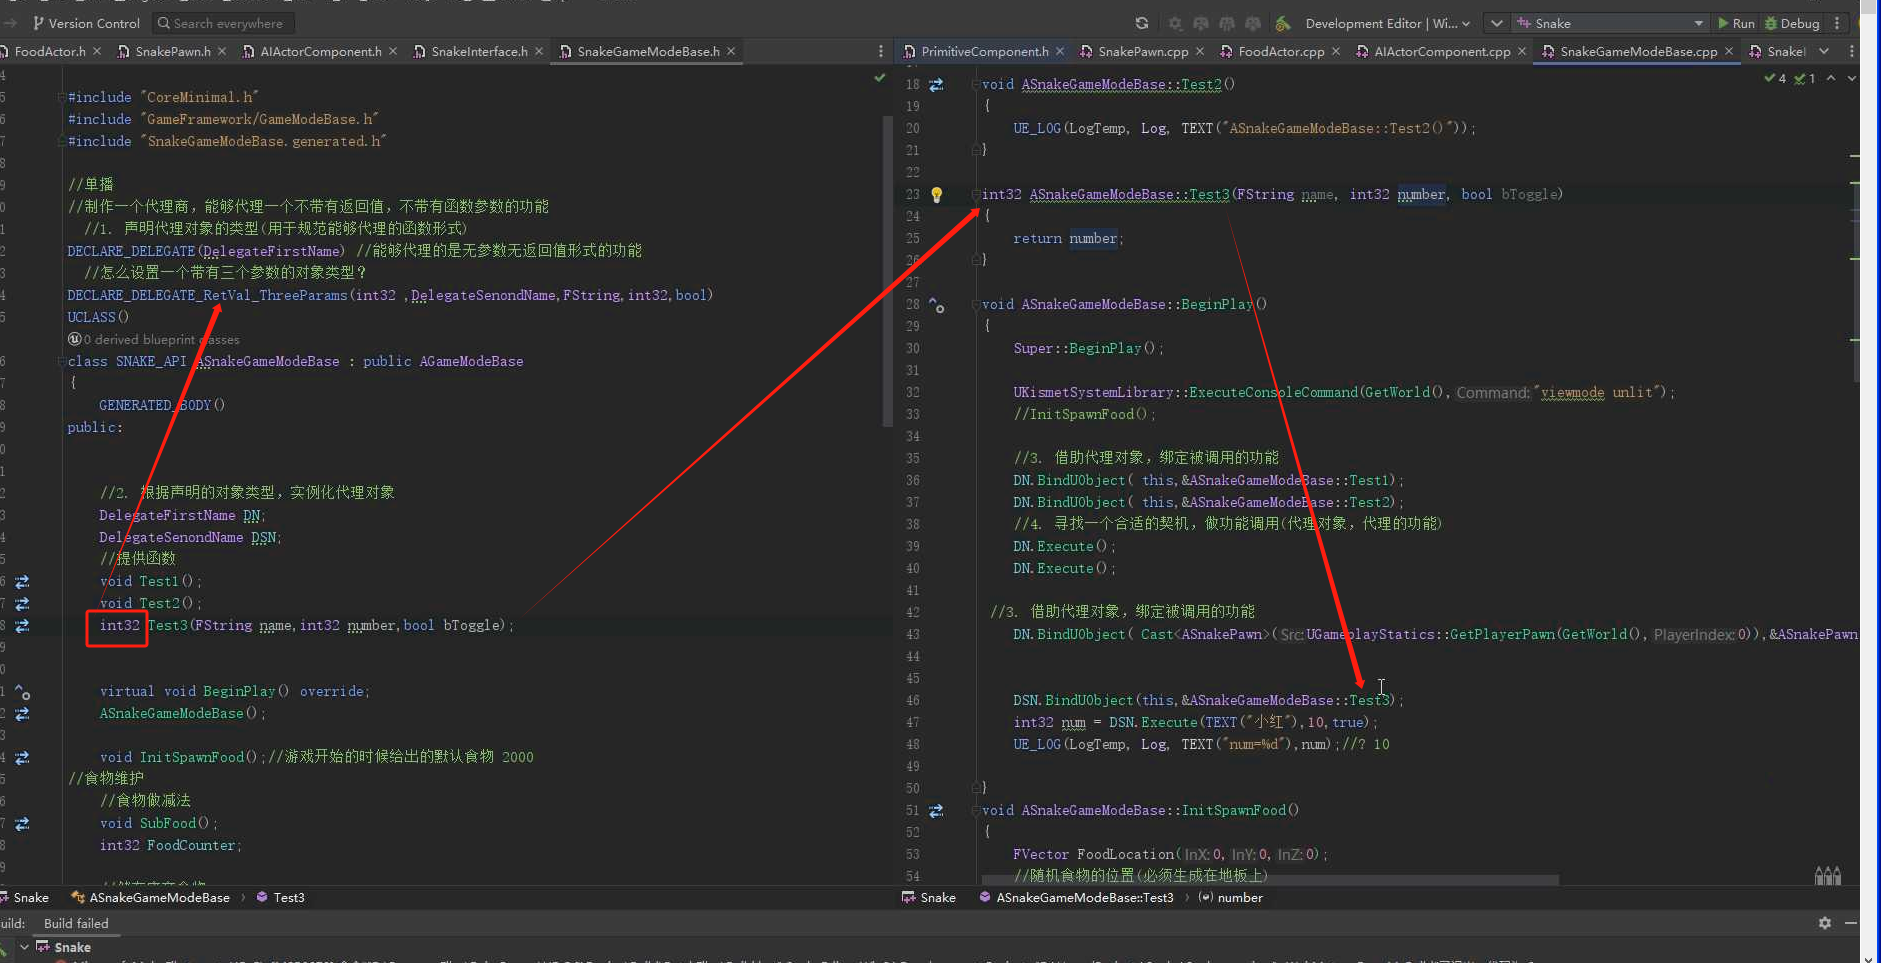 Version Control
Search everywhere
Development Editor | Wi...
Snake
Run
Debug
FoodActor.h
SnakePawn.h
AIActorComponent.h
SnakeInterface.h
SnakeGameModeBase.h
#include "CoreMinimal.h"
#include "GameFramework/GameModeBase.h"
#include "SnakeGameModeBase.generated.h"
//单播
//制作一个代理商，能够代理一个不带有返回值，不带有函数参数的功能
//1. 声明代理对象的类型(用于规范能够代理的函数形式)
DECLARE_DELEGATE(DelegateFirstName) //能够代理的是无参数无返回值形式的功能
//怎么设置一个带有三个参数的对象类型？
DECLARE_DELEGATE_RetVal_ThreeParams(int32 ,DelegateSenondName,FString,int32,bool)
UCLASS()
0 derived blueprint classes
class SNAKE_API ASnakeGameModeBase : public AGameModeBase
{
GENERATED_BODY()
public:
//2. 根据声明的对象类型，实例化代理对象
DelegateFirstName DN;
DelegateSenondName DSN;
//提供函数
void Test1();
void Test2();
int32 Test3(FString name,int32 number,bool bToggle);
virtual void BeginPlay() override;
ASnakeGameModeBase();
void InitSpawnFood();//游戏开始的时候给出的默认食物 2000
//食物维护
//食物做减法
void SubFood();
int32 FoodCounter;
Snake
ASnakeGameModeBase
Test3
PrimitiveComponent.h
SnakePawn.cpp
FoodActor.cpp
AIActorComponent.cpp
SnakeGameModeBase.cpp
SnakeI
4
1
18 void ASnakeGameModeBase::Test2()
19 {
20 UE_LOG(LogTemp, Log, TEXT("ASnakeGameModeBase::Test2()"));
21 }
22
23 int32 ASnakeGameModeBase::Test3(FString name, int32 number, bool bToggle)
24 {
25 return number;
26 }
27
28 void ASnakeGameModeBase::BeginPlay()
29 {
30 Super::BeginPlay();
31
32 UKismetSystemLibrary::ExecuteConsoleCommand(GetWorld(), Command: "viewmode unlit");
33 //InitSpawnFood();
34
35 //3. 借助代理对象，绑定被调用的功能
36 DN.BindUObject( this,&ASnakeGameModeBase::Test1);
37 DN.BindUObject( this,&ASnakeGameModeBase::Test2);
38 //4. 寻找一个合适的契机，做功能调用(代理对象，代理的功能)
39 DN.Execute();
40 DN.Execute();
41
42 //3. 借助代理对象，绑定被调用的功能
43 DN.BindUObject( Cast<ASnakePawn>( Src: UGameplayStatics::GetPlayerPawn(GetWorld(), PlayerIndex: 0)),&ASnakePawn
44
45
46 DSN.BindUObject(this,&ASnakeGameModeBase::Test3);
47 int32 num = DSN.Execute(TEXT("小红"),10,true);
48 UE_LOG(LogTemp, Log, TEXT("num=%d"),num);//? 10
49
50 }
51 void ASnakeGameModeBase::InitSpawnFood()
52 {
53 FVector FoodLocation( InX: 0, InY: 0, InZ: 0);
54 //随机食物的位置(必须生成在地板上)
Snake
ASnakeGameModeBase::Test3
number
uild:
Build failed
Snake